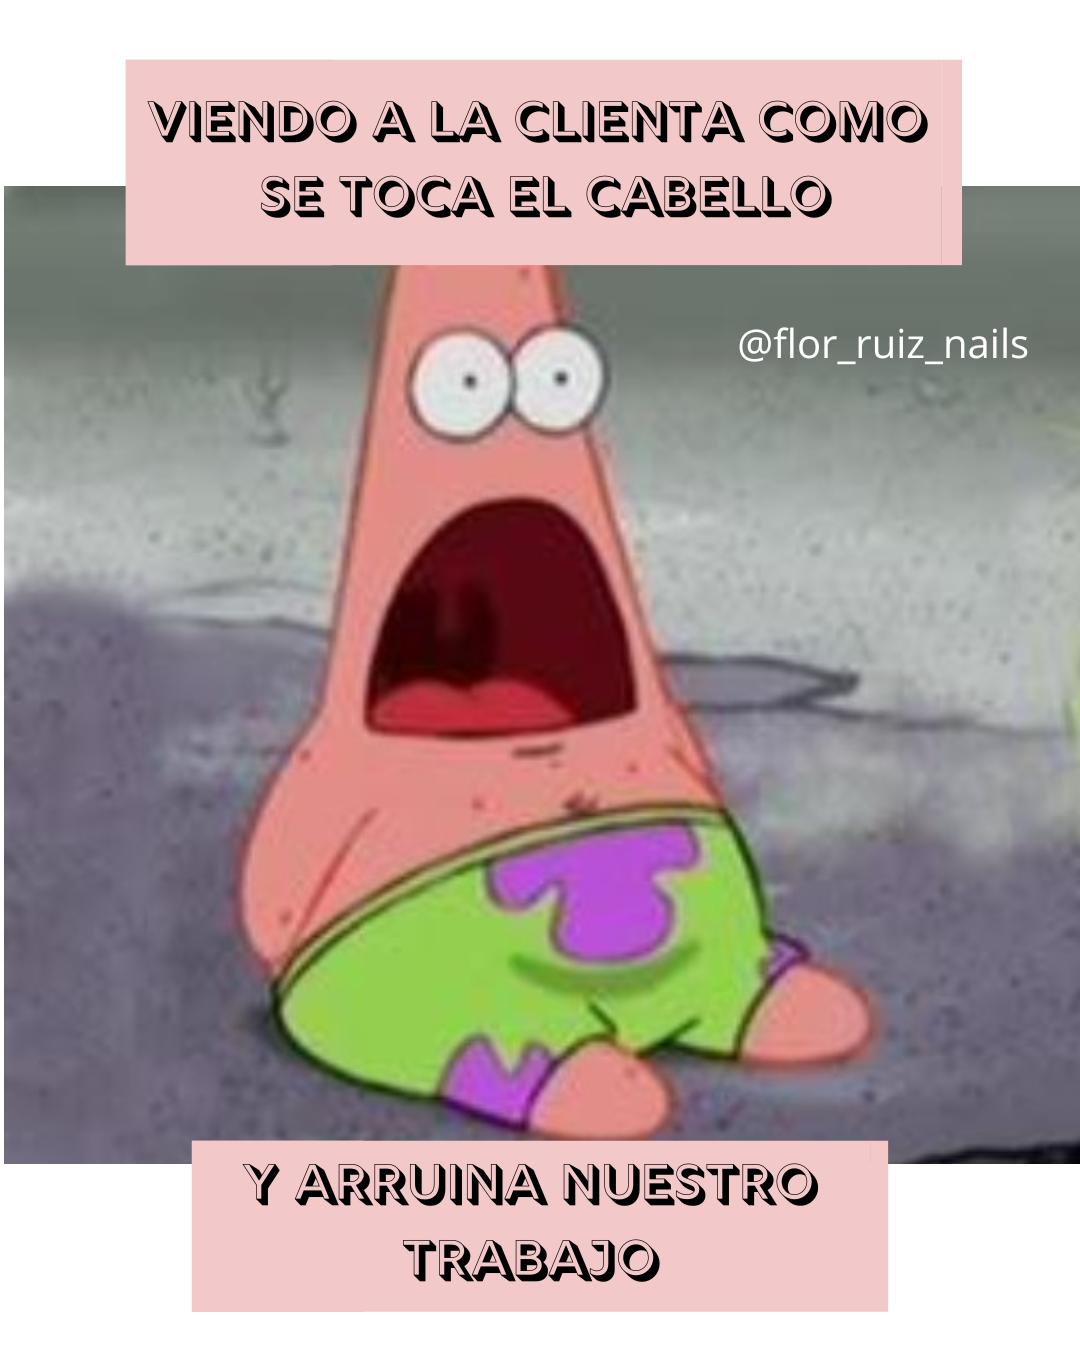 VIENDO A LA CLIENTA COMO
SE TOCA EL CABELLO
@flor_ruiz_nails
Y ARRUINA NUESTRO
TRABAJO